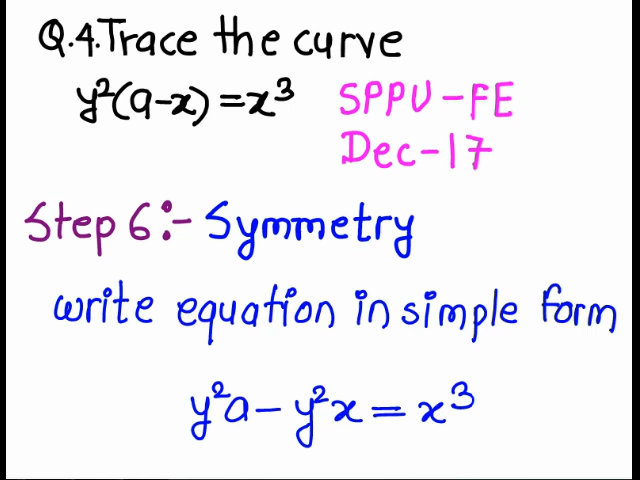 Q.4.Trace the curve
y²(a-x) = x³ SPPU-FE
Dec-17
Step 6:- Symmetry
write equation in simple form
y²a - y²x = x³